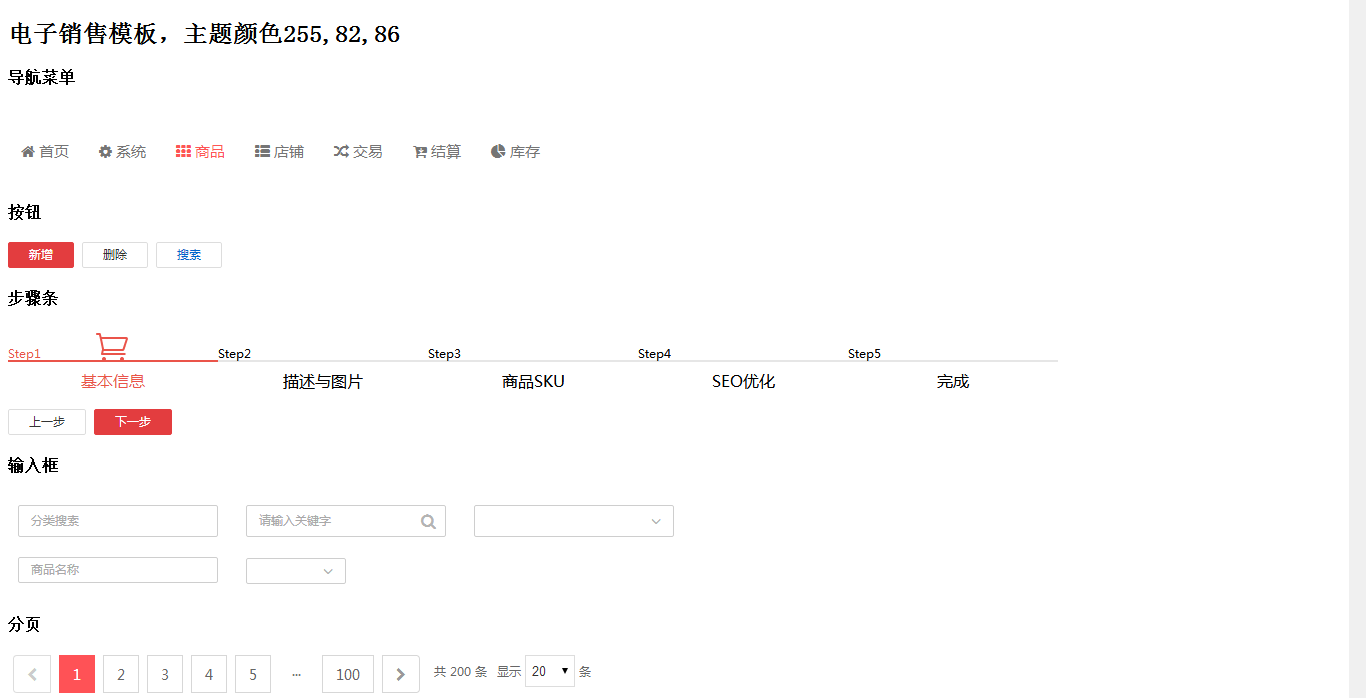 电子销售模板，主题颜色255, 82, 86
导航菜单
首页 系统 商品 店铺 交易 结算 库存
按钮
新增 删除 搜索
步骤条
Step1 Step2 Step3 Step4 Step5
基本信息 描述与图片 商品SKU SEO优化 完成
上一步 下一步
输入框
分类搜索 请输入关键字
商品名称
分页
1 2 3 4 5 ... 100 共 200 条 显示 20 条